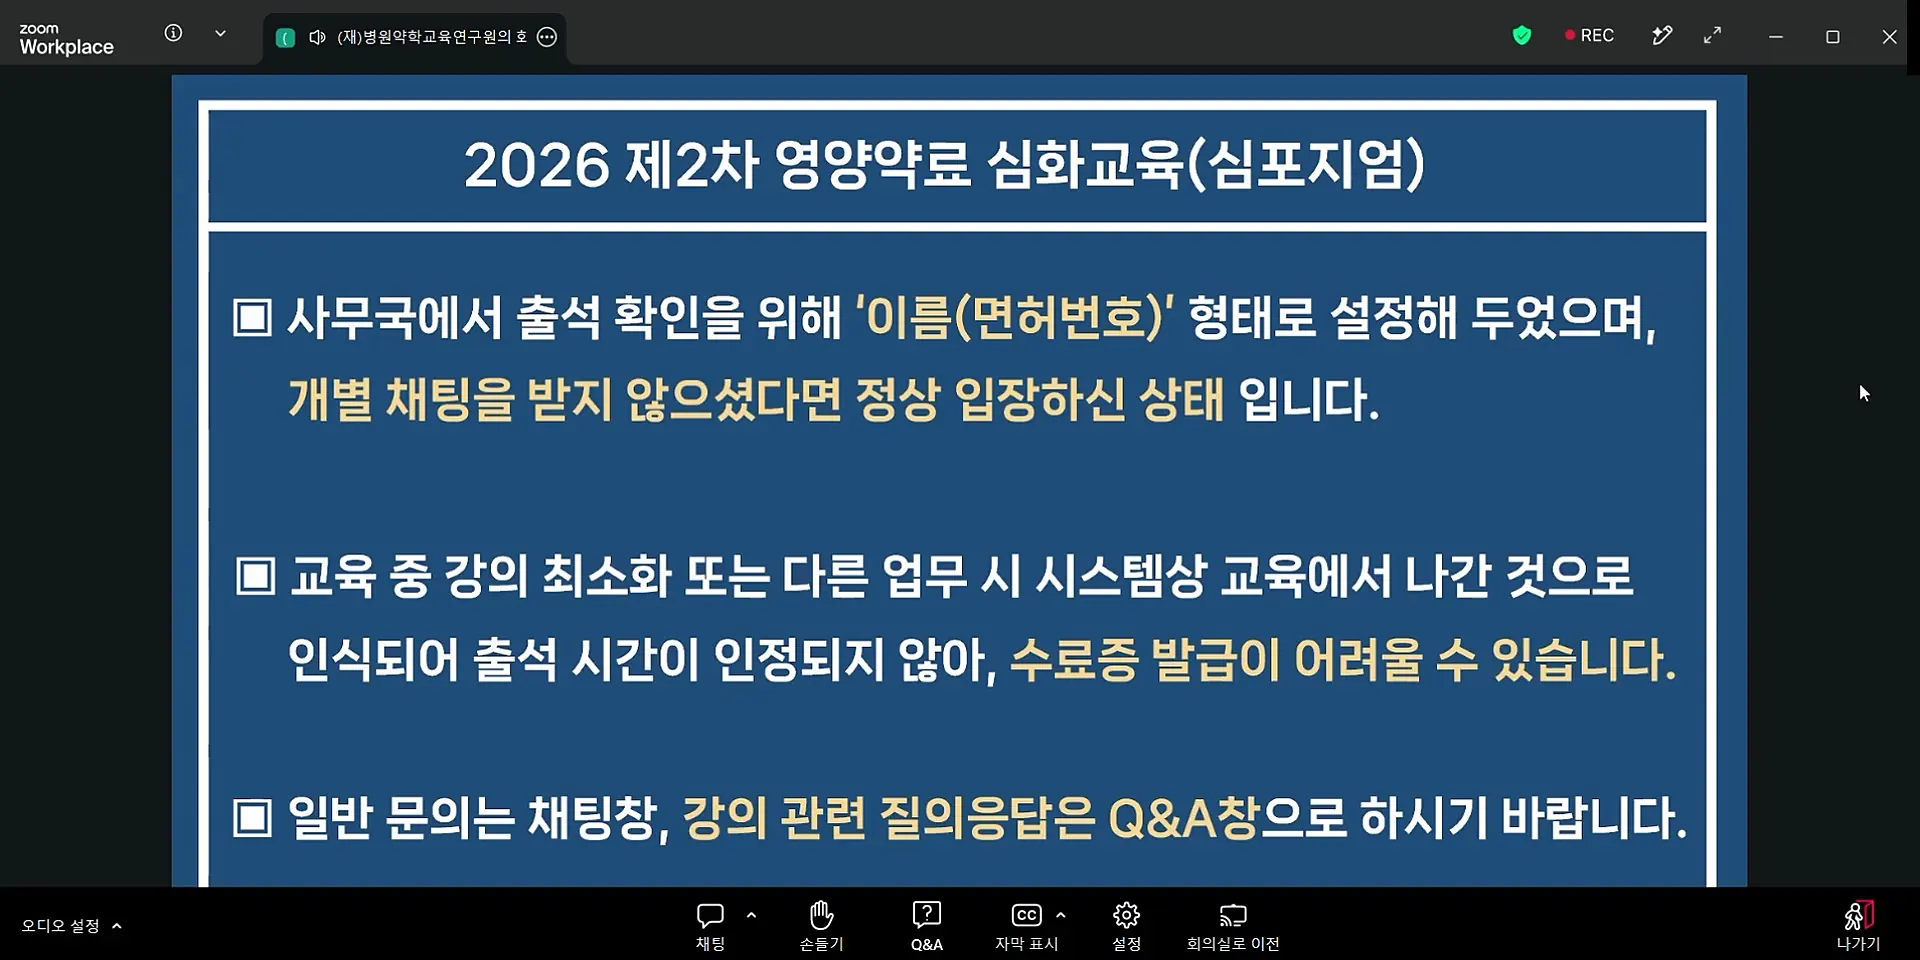 zoom
Workplace
(재)병원약학교육연구원의 호
REC
2026 제2차 영양약료 심화교육(심포지엄)
▣ 사무국에서 출석 확인을 위해 '이름(면허번호)' 형태로 설정해 두었으며,
개별 채팅을 받지 않으셨다면 정상 입장하신 상태 입니다.
▣ 교육 중 강의 최소화 또는 다른 업무 시 시스템상 교육에서 나간 것으로
인식되어 출석 시간이 인정되지 않아, 수료증 발급이 어려울 수 있습니다.
▣ 일반 문의는 채팅창, 강의 관련 질의응답은 Q&A창으로 하시기 바랍니다.
오디오 설정
채팅
손들기
Q&A
CC
자막 표시
설정
회의실로 이전
나가기